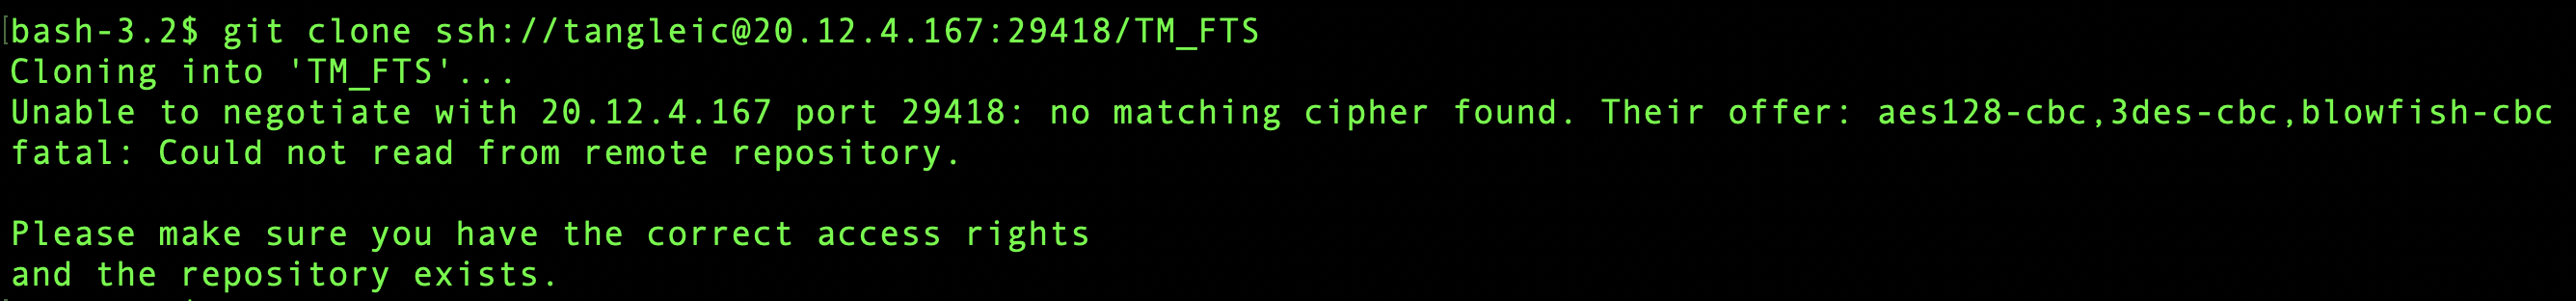 bash-3.2$ git clone ssh://tangleic@20.12.4.167:29418/TM_FTS
Cloning into 'TM_FTS'...
Unable to negotiate with 20.12.4.167 port 29418: no matching cipher found. Their offer: aes128-cbc,3des-cbc,blowfish-cbc
fatal: Could not read from remote repository.

Please make sure you have the correct access rights
and the repository exists.